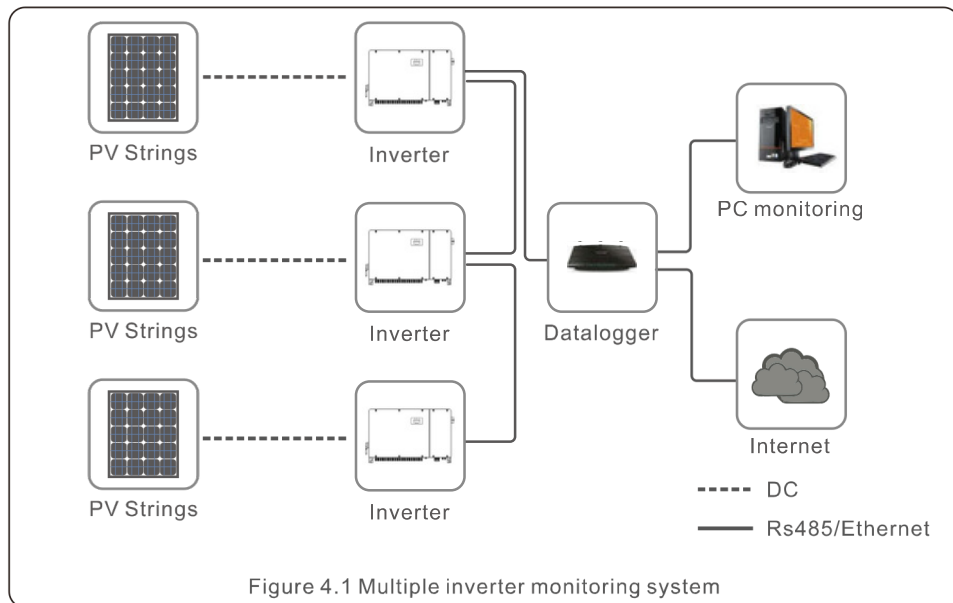 PV Strings
Inverter
PC monitoring
PV Strings
Inverter
Datalogger
Internet
PV Strings
Inverter
DC
Rs485/Ethernet
Figure 4.1 Multiple inverter monitoring system